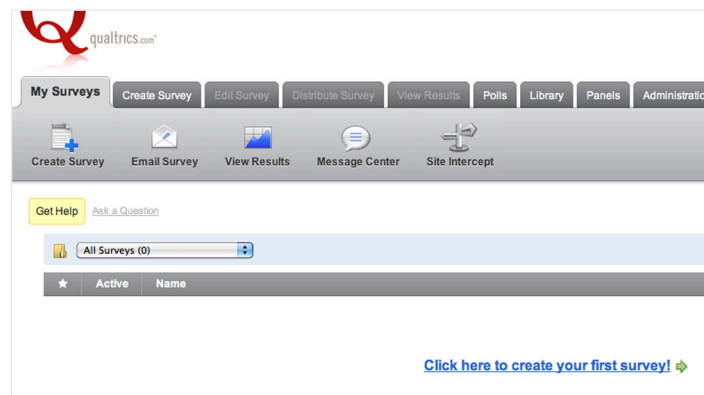 qualtrics.com
My Surveys Create Survey Edit Survey Distribute Survey View Results Polls Library Panels Administratio
Create Survey Email Survey View Results Message Center Site Intercept
Get Help Ask a Question
All Surveys (0)
Active Name
Click here to create your first survey!